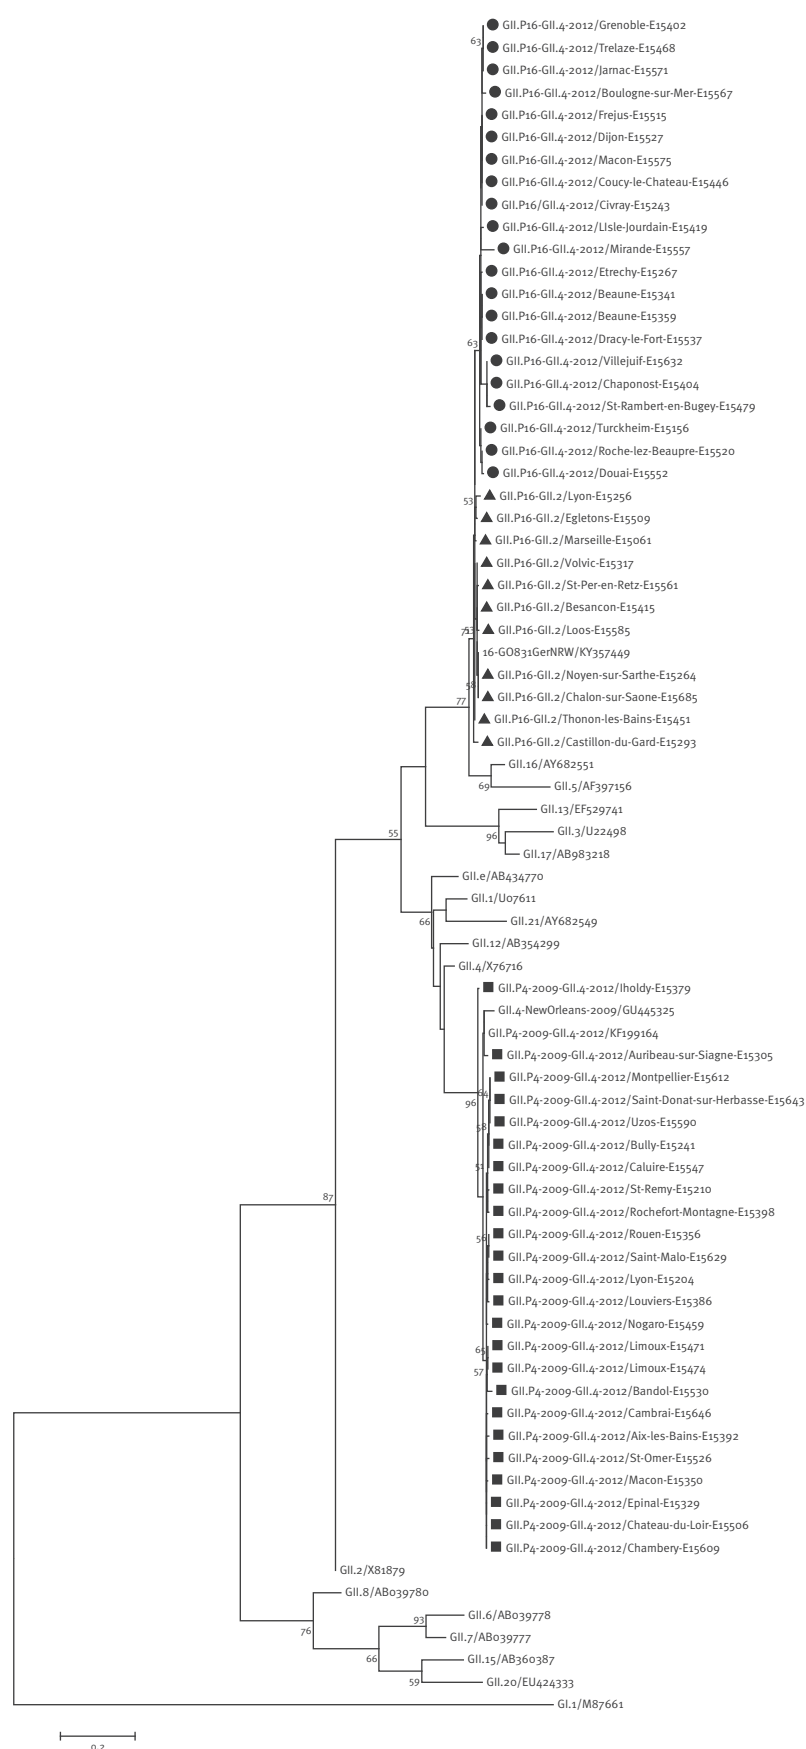 GII.P16-GII.4-2012/Grenoble-E15402
63
GII.P16-GII.4-2012/Trelaze-E15468
GII.P16-GII.4-2012/Jarnac-E15571
GII.P16-GII.4-2012/Boulogne-sur-Mer-E15567
GII.P16-GII.4-2012/Frejus-E15515
GII.P16-GII.4-2012/Dijon-E15527
GII.P16-GII.4-2012/Macon-E15575
GII.P16-GII.4-2012/Coucy-le-Chateau-E15446
GII.P16/GII.4-2012/Civray-E15243
GII.P16-GII.4-2012/LIsle-Jourdain-E15419
GII.P16-GII.4-2012/Mirande-E15557
GII.P16-GII.4-2012/Etrechy-E15267
GII.P16-GII.4-2012/Beaune-E15341
GII.P16-GII.4-2012/Beaune-E15359
GII.P16-GII.4-2012/Dracy-le-Fort-E15537
63
GII.P16-GII.4-2012/Villejuif-E15632
GII.P16-GII.4-2012/Chaponost-E15404
GII.P16-GII.4-2012/St-Rambert-en-Bugey-E15479
GII.P16-GII.4-2012/Turckheim-E15156
GII.P16-GII.4-2012/Roche-lez-Beaupre-E15520
GII.P16-GII.4-2012/Douai-E15552
GII.P16-GII.2/Lyon-E15256
53
GII.P16-GII.2/Egletons-E15509
GII.P16-GII.2/Marseille-E15061
GII.P16-GII.2/Volvic-E15317
GII.P16-GII.2/St-Per-en-Retz-E15561
GII.P16-GII.2/Besancon-E15415
GII.P16-GII.2/Loos-E15585
53
16-GO831GerNRW/KY357449
GII.P16-GII.2/Noyen-sur-Sarthe-E15264
58
GII.P16-GII.2/Chalon-sur-Saone-E15685
77
GII.P16-GII.2/Thonon-les-Bains-E15451
GII.P16-GII.2/Castillon-du-Gard-E15293
GII.16/AY682551
69
GII.5/AF397156
GII.13/EF529741
GII.3/U22498
96
GII.17/AB983218
55
GII.e/AB434770
GII.1/U07611
66
GII.21/AY682549
GII.12/AB354299
GII.4/X76716
GII.P4-2009-GII.4-2012/Iholdy-E15379
GII.4-NewOrleans-2009/GU445325
GII.P4-2009-GII.4-2012/KF199164
GII.P4-2009-GII.4-2012/Auribeau-sur-Siagne-E15305
GII.P4-2009-GII.4-2012/Montpellier-E15612
64
96
GII.P4-2009-GII.4-2012/Saint-Donat-sur-Herbasse-E15643
GII.P4-2009-GII.4-2012/Uzos-E15590
58
GII.P4-2009-GII.4-2012/Bully-E15241
GII.P4-2009-GII.4-2012/Caluire-E15547
51
GII.P4-2009-GII.4-2012/St-Remy-E15210
87
GII.P4-2009-GII.4-2012/Rochefort-Montagne-E15398
GII.P4-2009-GII.4-2012/Rouen-E15356
56
GII.P4-2009-GII.4-2012/Saint-Malo-E15629
GII.P4-2009-GII.4-2012/Lyon-E15204
GII.P4-2009-GII.4-2012/Louviers-E15386
GII.P4-2009-GII.4-2012/Nogaro-E15459
GII.P4-2009-GII.4-2012/Limoux-E15471
65
GII.P4-2009-GII.4-2012/Limoux-E15474
57
GII.P4-2009-GII.4-2012/Bandol-E15530
GII.P4-2009-GII.4-2012/Cambrai-E15646
GII.P4-2009-GII.4-2012/Aix-les-Bains-E15392
GII.P4-2009-GII.4-2012/St-Omer-E15526
GII.P4-2009-GII.4-2012/Macon-E15350
GII.P4-2009-GII.4-2012/Epinal-E15329
GII.P4-2009-GII.4-2012/Chateau-du-Loir-E15506
GII.P4-2009-GII.4-2012/Chambery-E15609
GII.2/X81879
GII.8/AB039780
76
GII.6/AB039778
93
GII.7/AB039777
66
GII.15/AB360387
59
GII.20/EU424333
GI.1/M87661
0.2